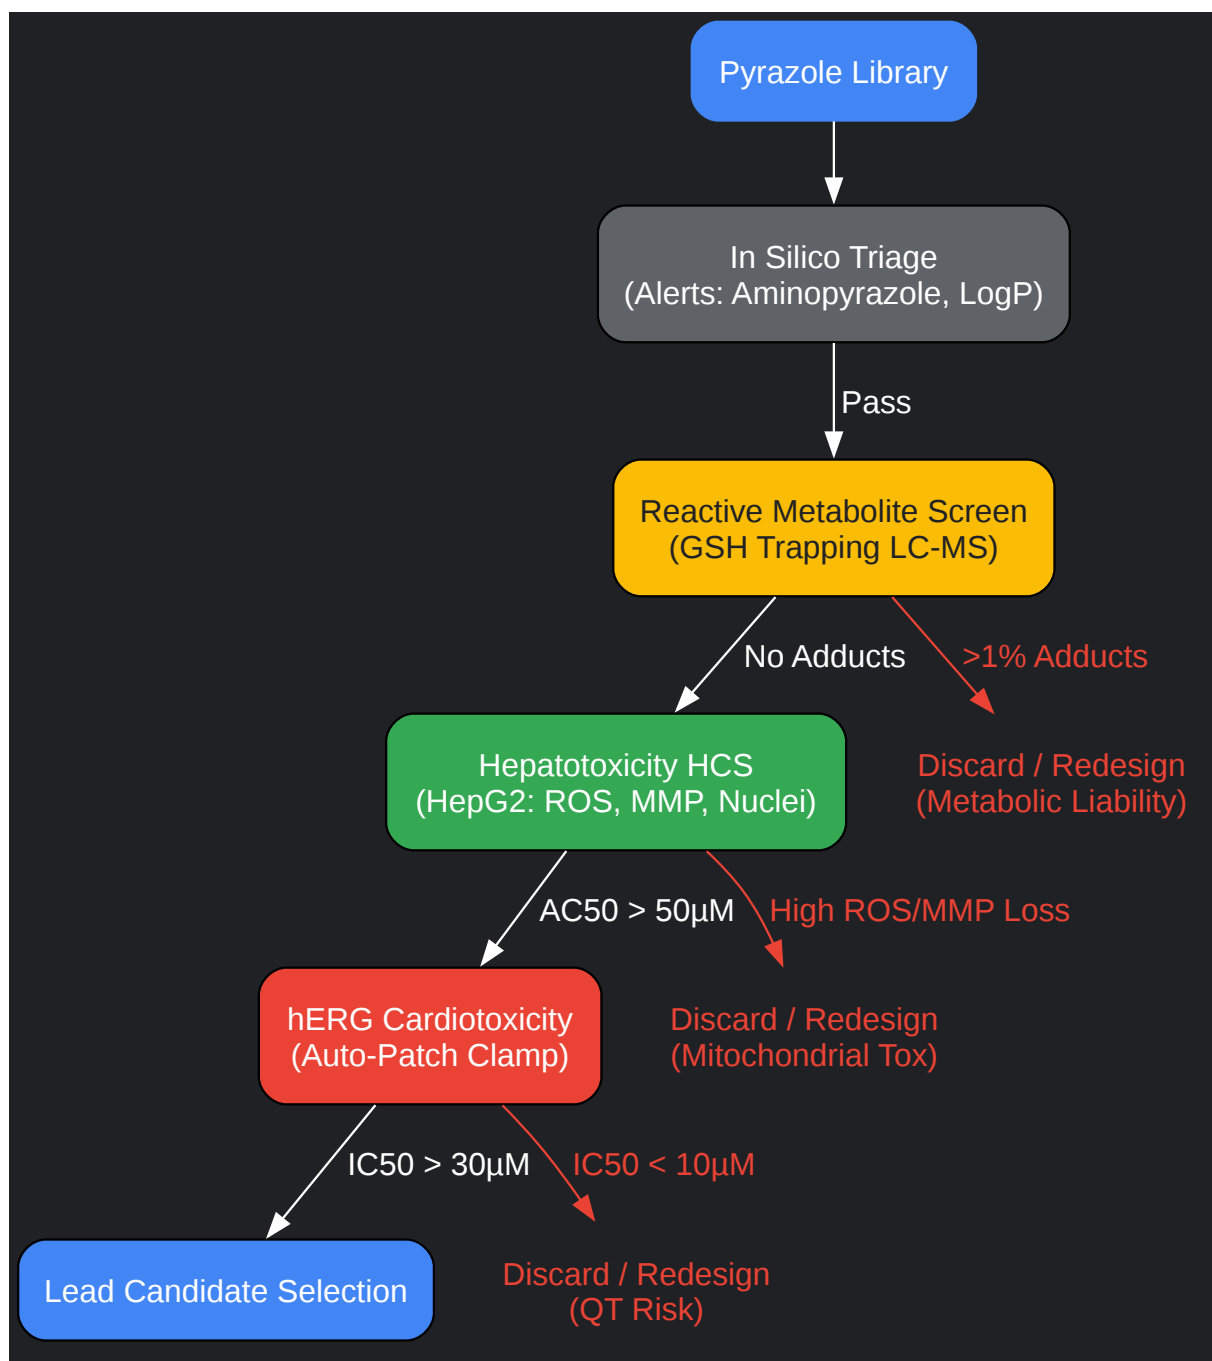 Pyrazole Library
In Silico Triage
(Alerts: Aminopyrazole, LogP)
Pass
Reactive Metabolite Screen
(GSH Trapping LC-MS)
No Adducts
>1% Adducts
Hepatotoxicity HCS
(HepG2: ROS, MMP, Nuclei)
Discard / Redesign
(Metabolic Liability)
AC50 > 50µM
High ROS/MMP Loss
hERG Cardiotoxicity
(Auto-Patch Clamp)
Discard / Redesign
(Mitochondrial Tox)
IC50 > 30µM
IC50 < 10µM
Lead Candidate Selection
Discard / Redesign
(QT Risk)